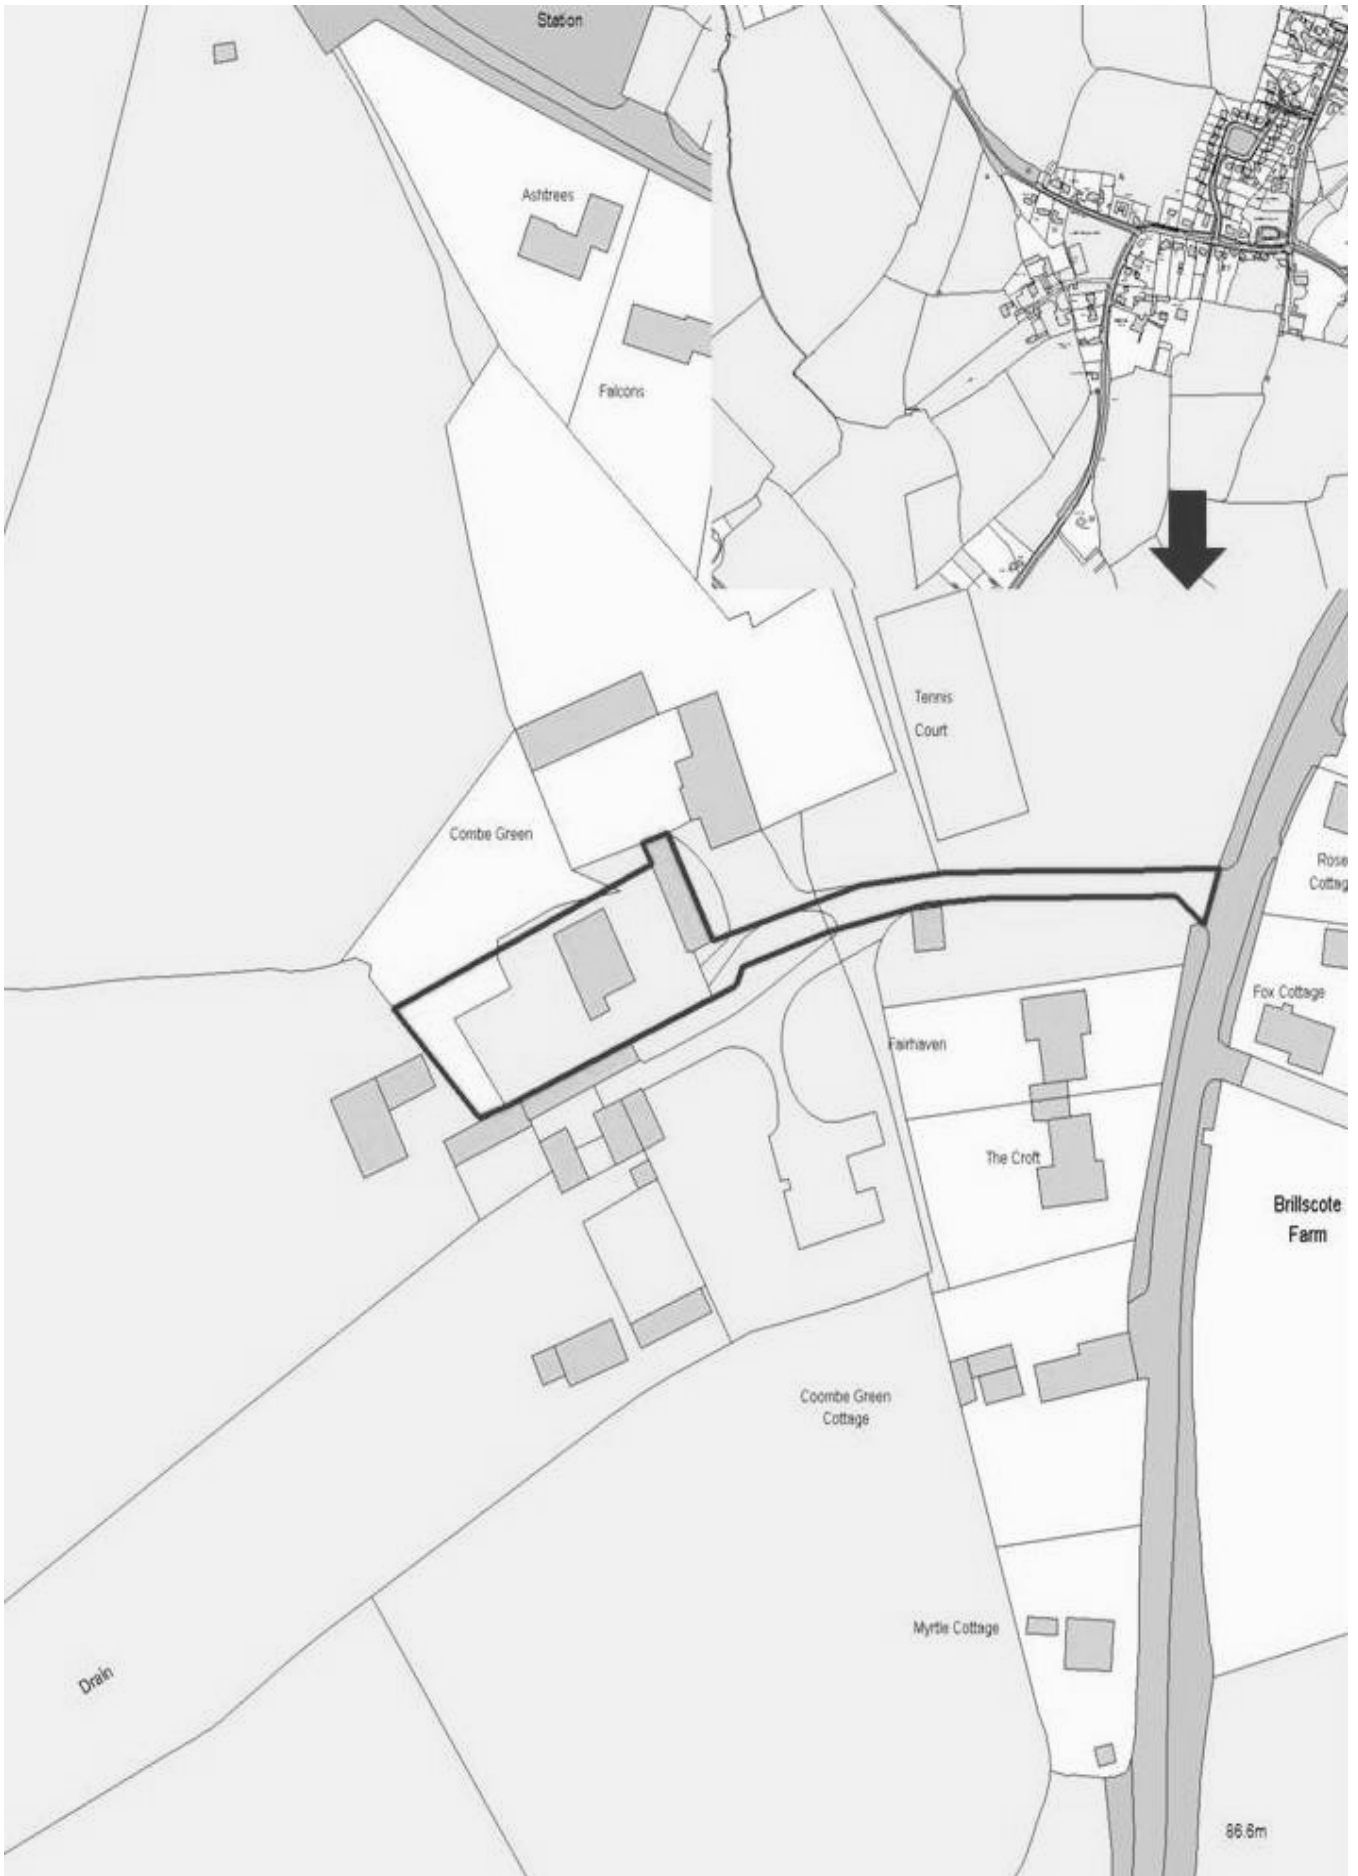 Station
Ashtrees
Falcons
Tennis
Court
Combe Green
Rose
Cottag
Fox Cottage
Fairhaven
The Croft
Brillscote
Farm
Coombe Green
Cottage
Myrtle Cottage
Drain
86.6m